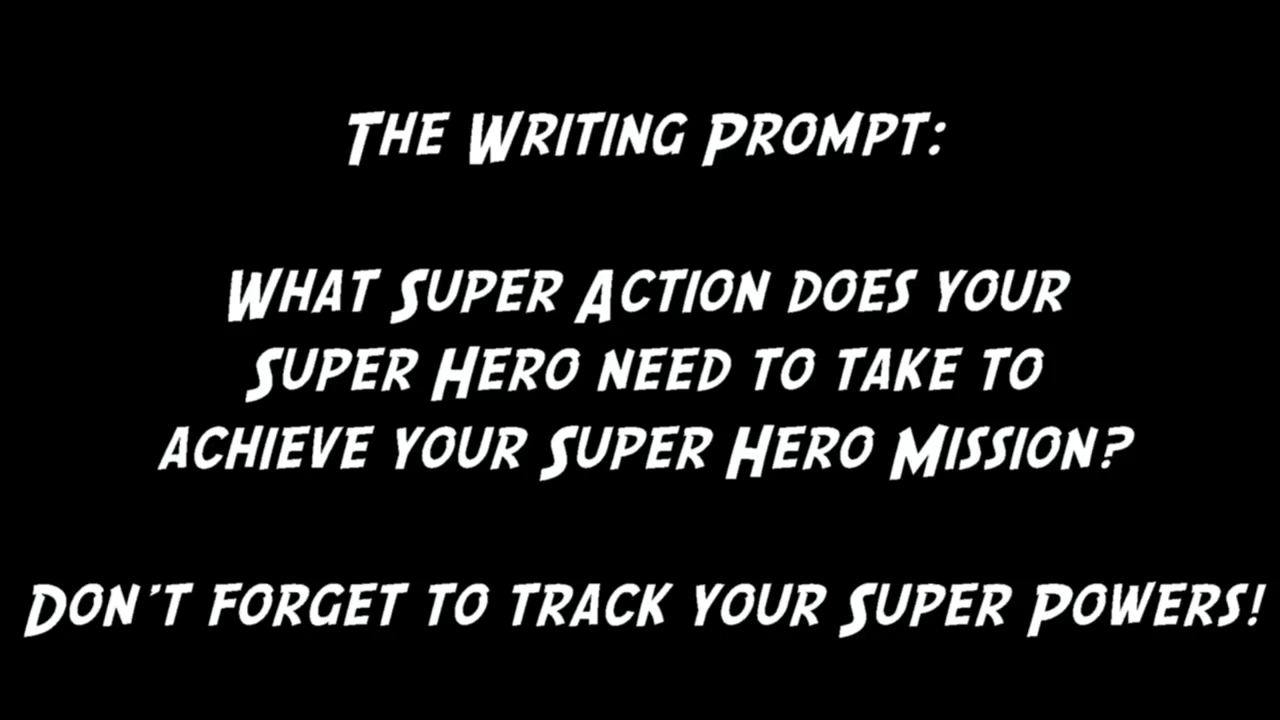 The Writing Prompt:
What Super Action does your
Super Hero need to take to
achieve your Super Hero Mission?
Don't forget to track your Super Powers!